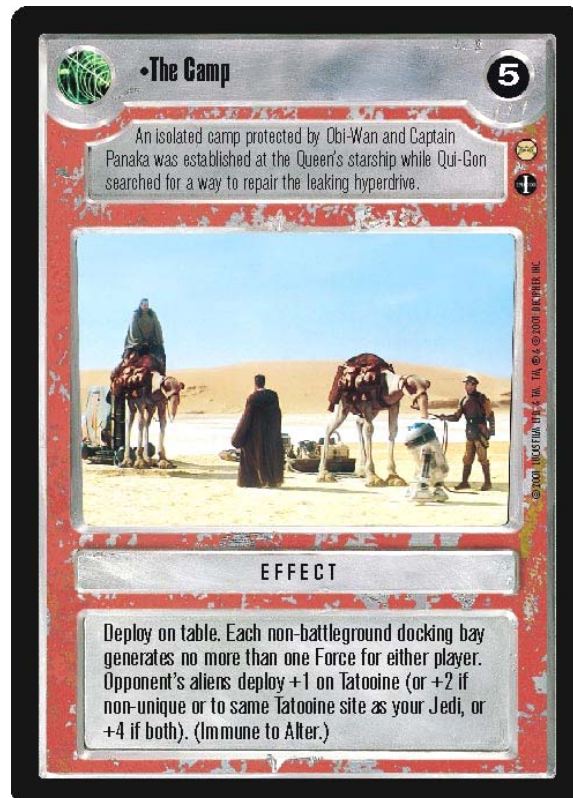 •The Camp
5
An isolated camp protected by Obi-Wan and Captain
Panaka was established at the Queen's starship while Qui-Gon
searched for a way to repair the leaking hyperdrive.
EFFECT
Deploy on table. Each non-battleground docking bay
generates no more than one Force for either player.
Opponent's aliens deploy +1 on Tatooine (or +2 if
non-unique or to same Tatooine site as your Jedi, or
+4 if both). (Immune to Alter.)